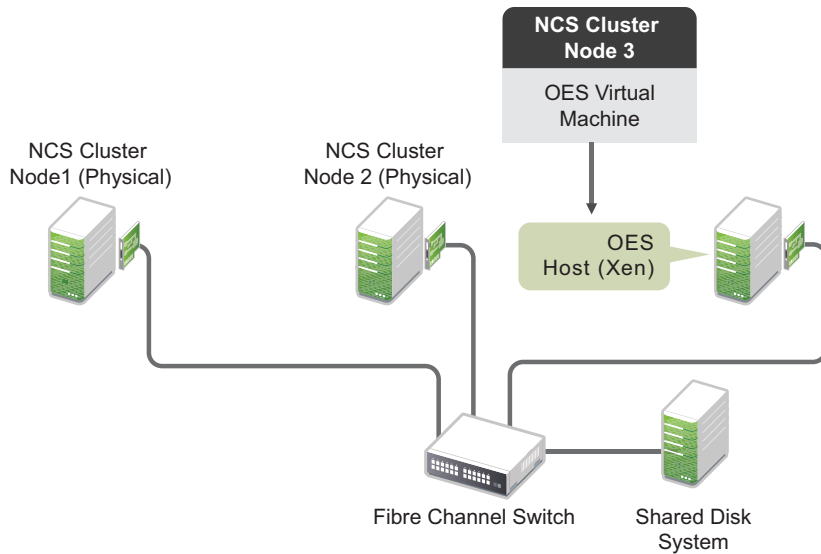 NCS Cluster
Node 3
OES Virtual
Machine
NCS Cluster
Node1 (Physical)
NCS Cluster
Node 2 (Physical)
OES
Host (Xen)
Fibre Channel Switch
Shared Disk
System